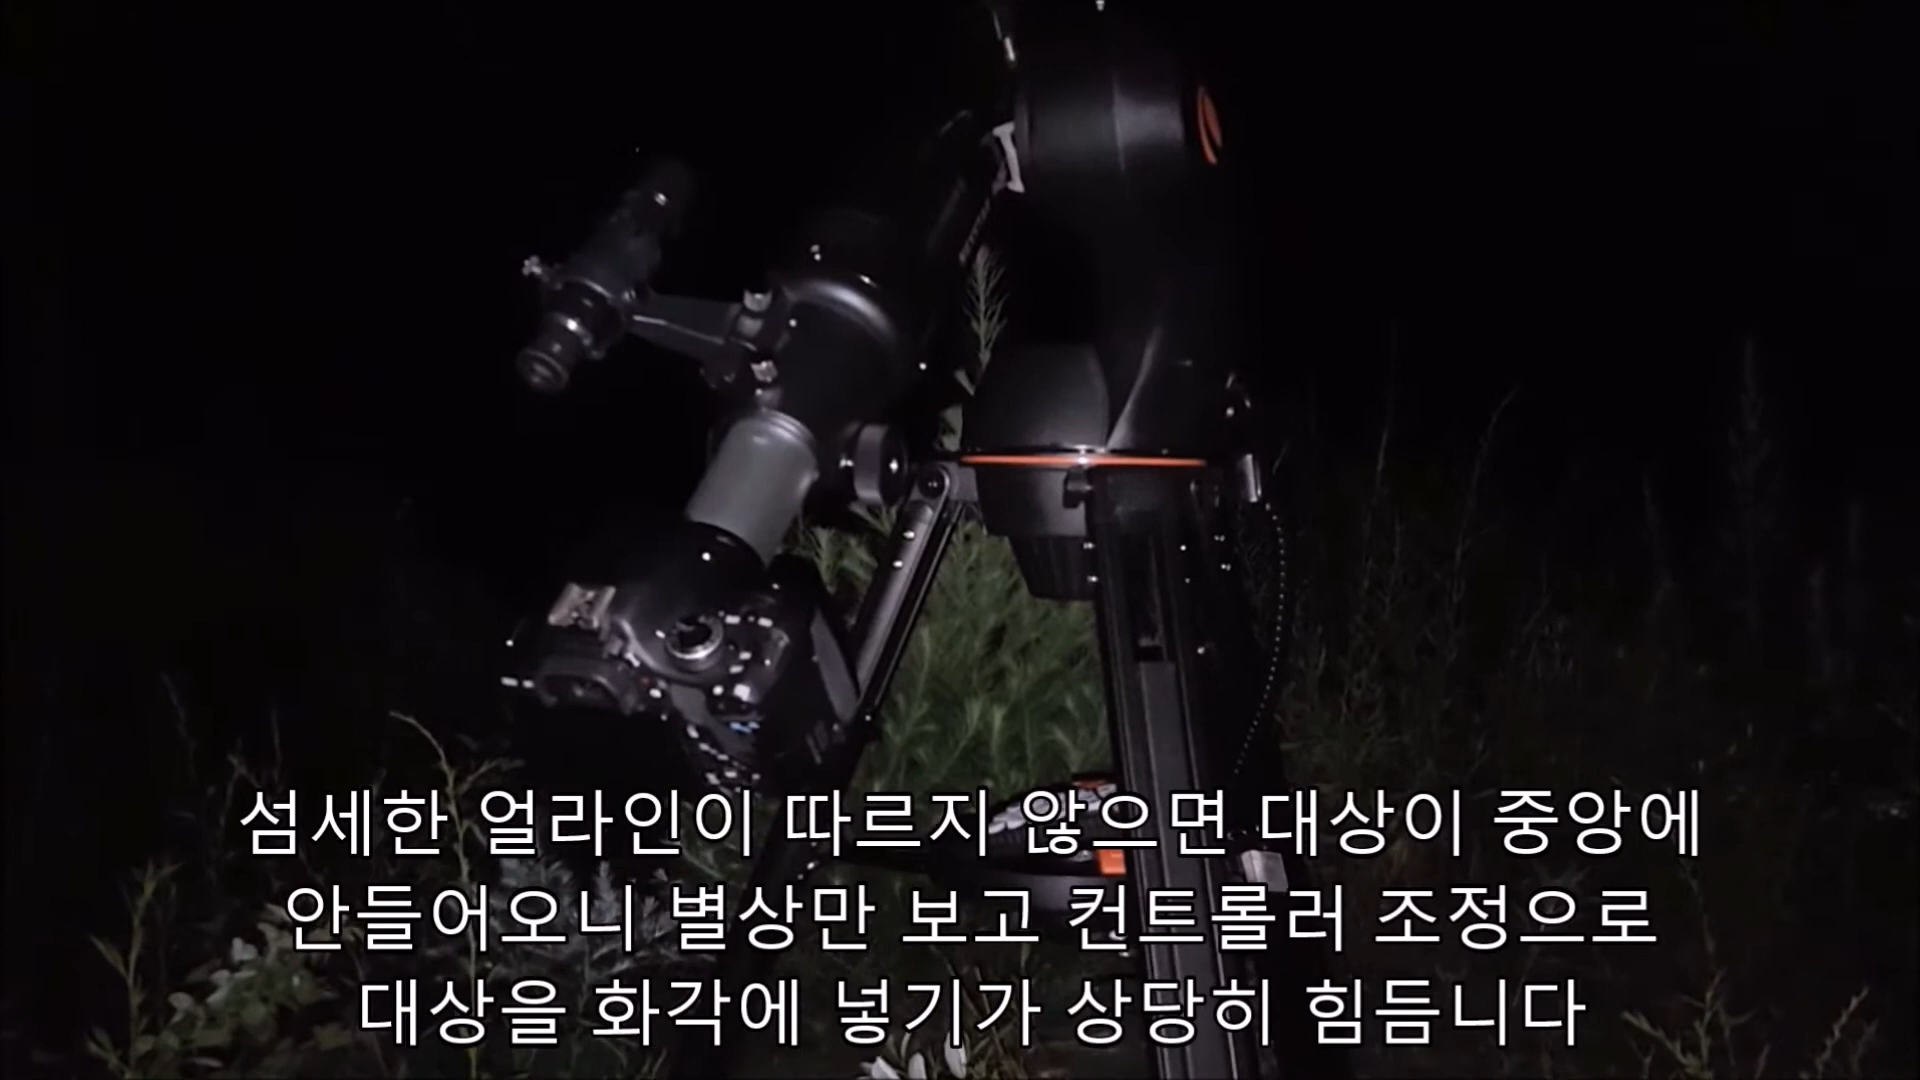 섬세한 얼라인이 따르지 않으면 대상이 중앙에
안들어오니 별상만 보고 컨트롤러 조정으로
대상을 화각에 넣기가 상당히 힘듬니다